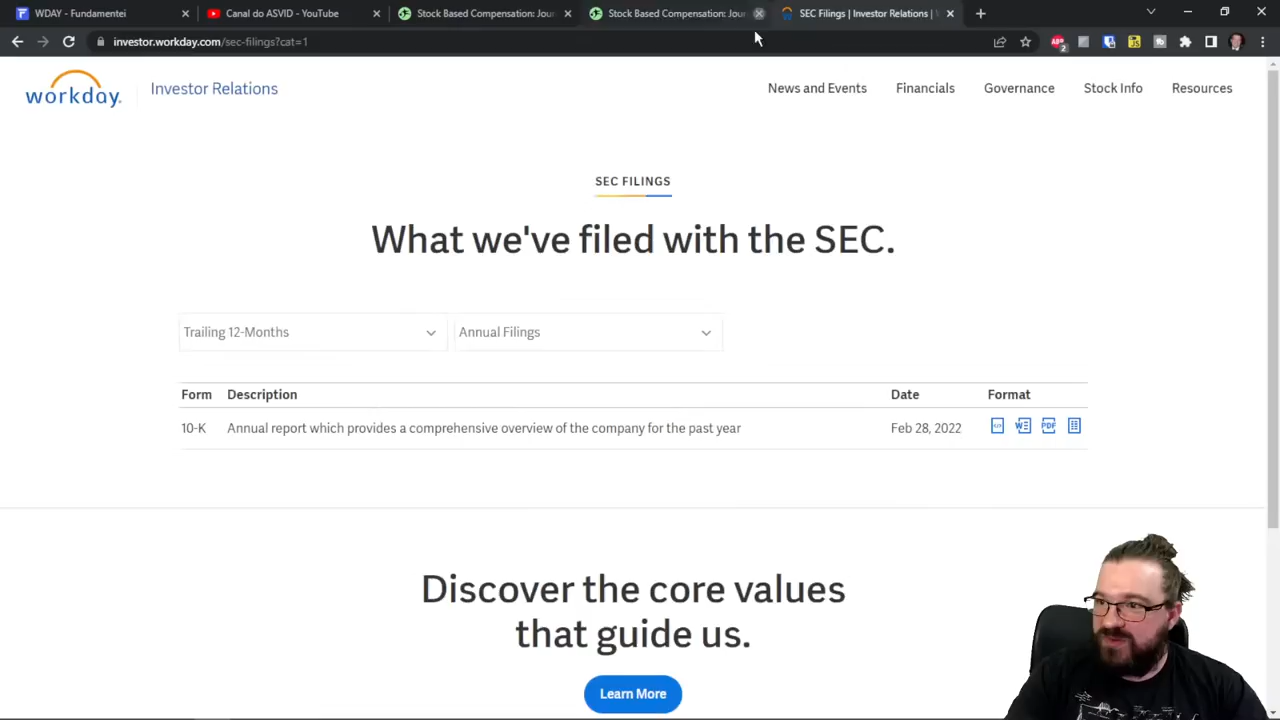 WDAY - Fundamentei
Canal do ASVID - YouTube
Stock Based Compensation: Jour
Stock Based Compensation: Jour
SEC Filings | Investor Relations |
investor.workday.com/sec-filings?cat=1
workday.
Investor Relations
News and Events
Financials
Governance
Stock Info
Resources
SEC FILINGS
What we've filed with the SEC.
Trailing 12-Months
Annual Filings
Form Description Date Format
10-K Annual report which provides a comprehensive overview of the company for the past year Feb 28, 2022
Discover the core values
that guide us.
Learn More